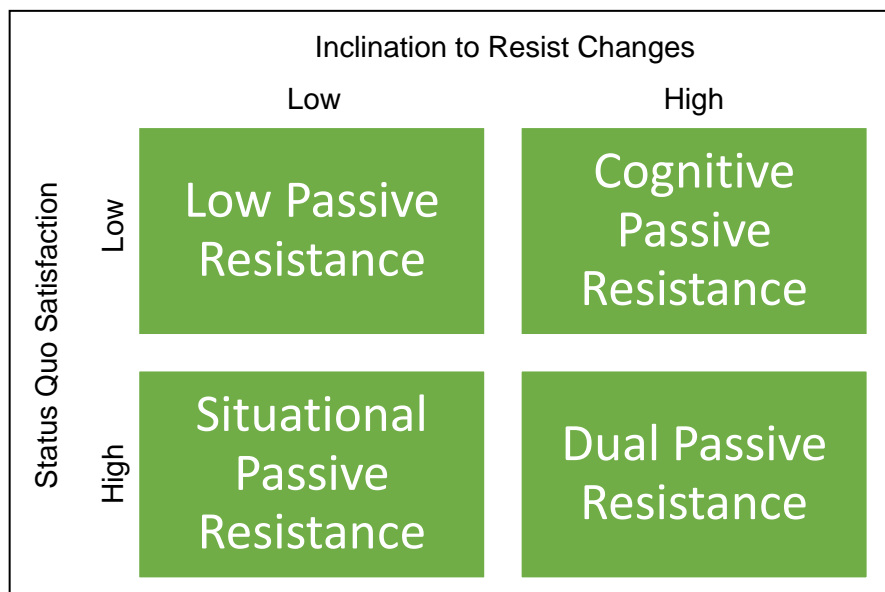 Inclination to Resist Changes
Low
High
Status Quo Satisfaction
Low
Low Passive
Resistance
Cognitive
Passive
Resistance
High
Situational
Passive
Resistance
Dual Passive
Resistance